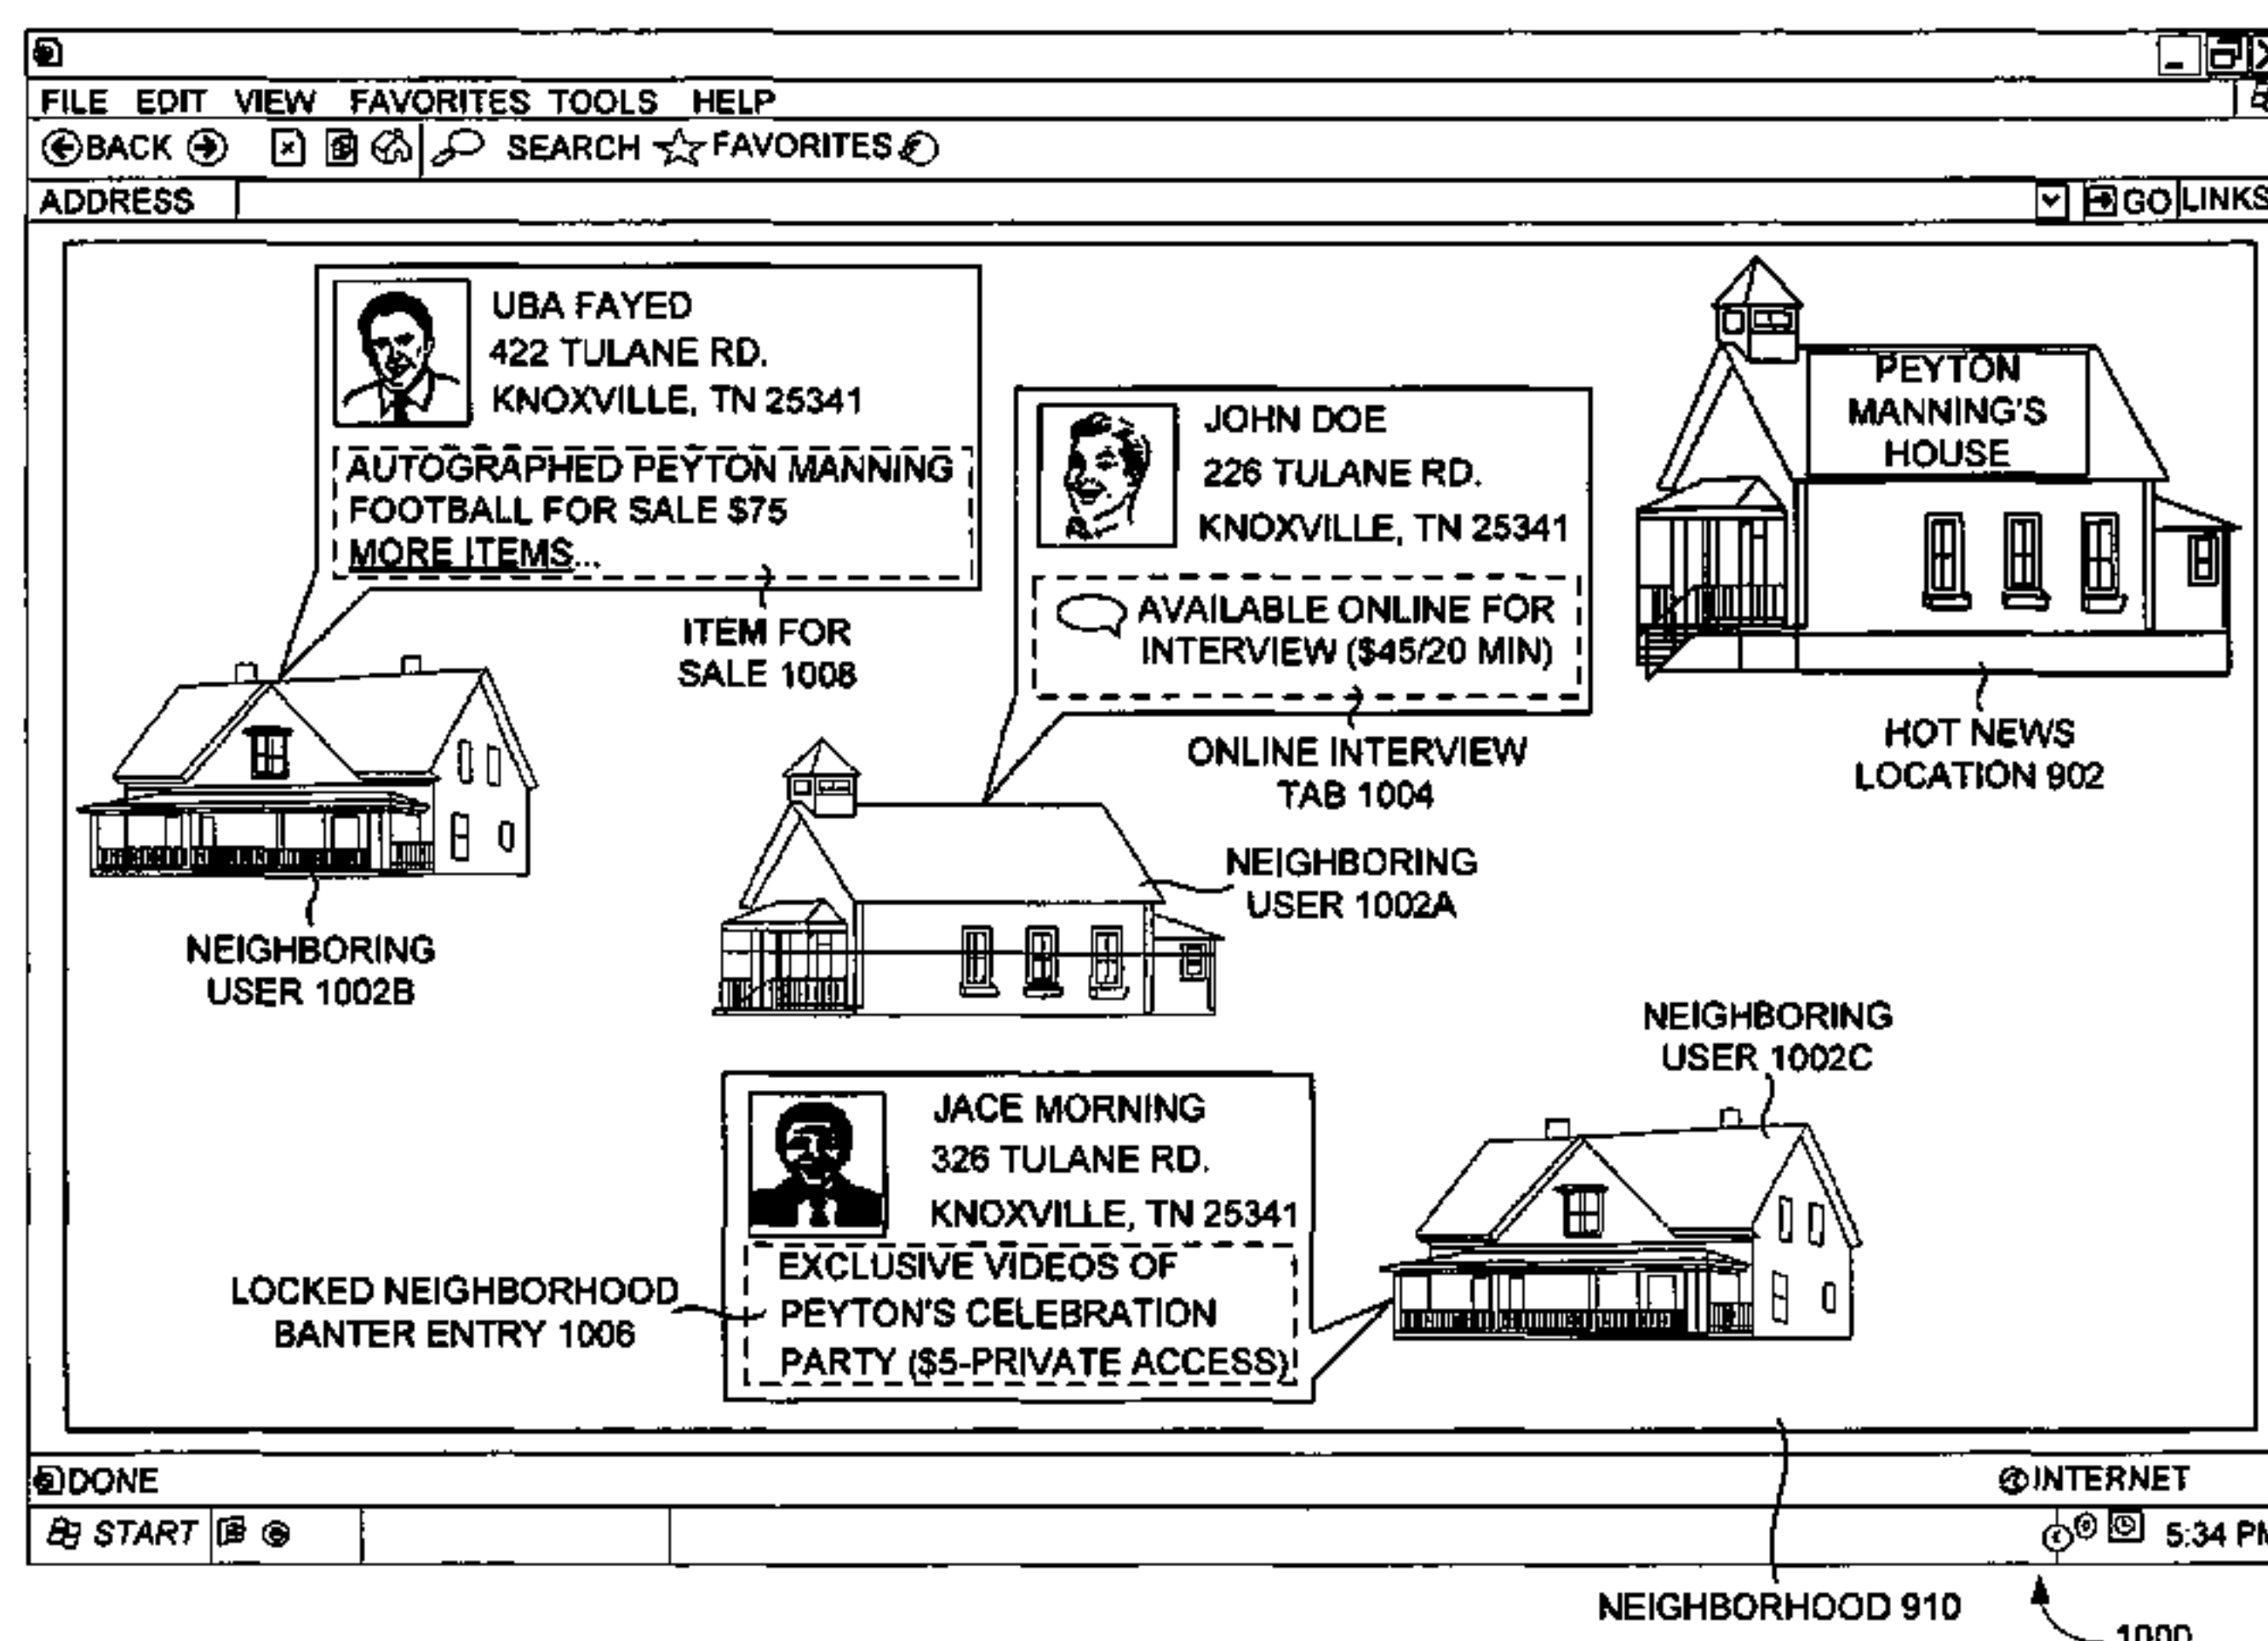 FILE EDIT VIEW FAVORITES TOOLS HELP
BACK SEARCH FAVORITES
ADDRESS GO LINKS
UBA FAYED
422 TULANE RD.
KNOXVILLE, TN 25341
AUTOGRAPHED PEYTON MANNING
FOOTBALL FOR SALE $75
MORE ITEMS...
ITEM FOR
SALE 1008
JOHN DOE
226 TULANE RD.
KNOXVILLE, TN 25341
AVAILABLE ONLINE FOR
INTERVIEW ($45/20 MIN)
ONLINE INTERVIEW
TAB 1004
PEYTON
MANNING'S
HOUSE
HOT NEWS
LOCATION 902
NEIGHBORING
USER 1002B
NEIGHBORING
USER 1002A
NEIGHBORING
USER 1002C
JACE MORNING
326 TULANE RD.
KNOXVILLE, TN 25341
EXCLUSIVE VIDEOS OF
PEYTON'S CELEBRATION
PARTY ($5-PRIVATE ACCESS)
LOCKED NEIGHBORHOOD
BANTER ENTRY 1006
DONE INTERNET
START 5:34 PM
NEIGHBORHOOD 910
1000